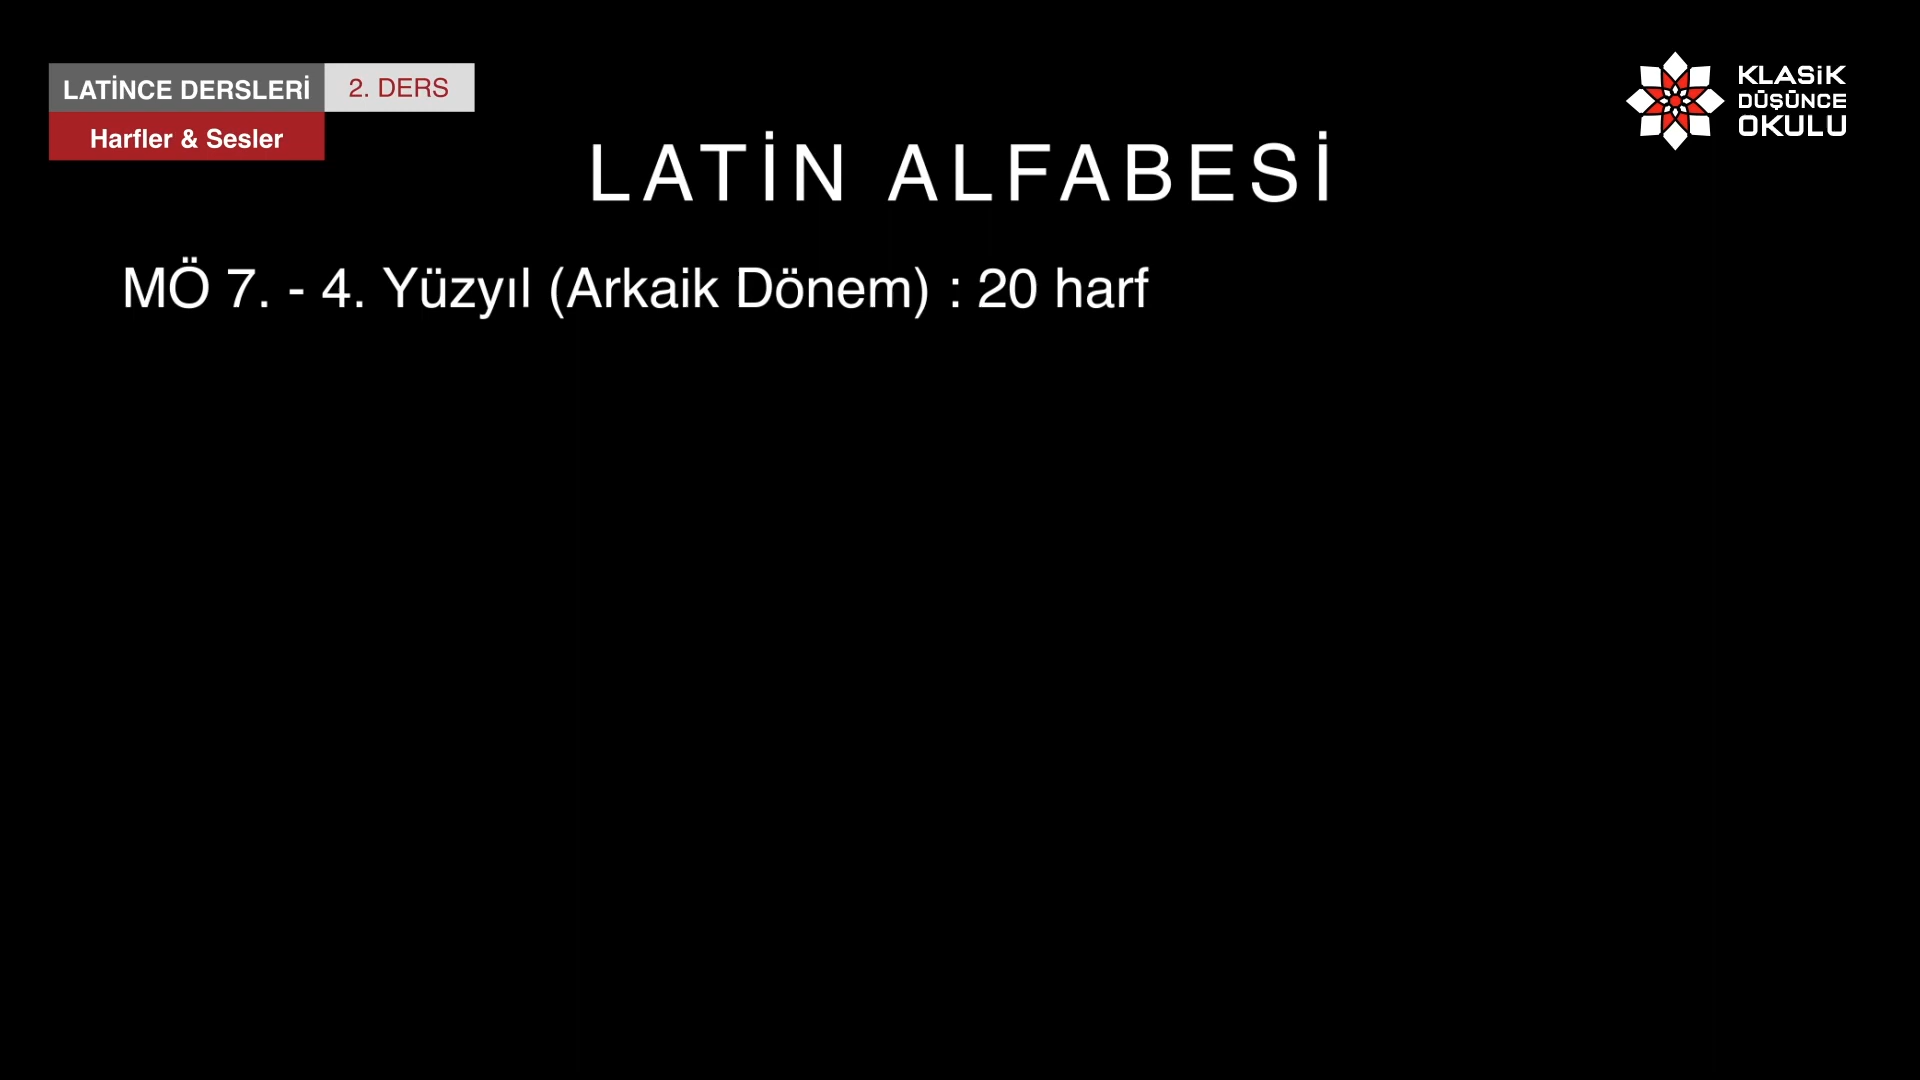 LATİNCE DERSLERİ 2. DERS
Harfler & Sesler
KLASİK
DÜŞÜNCE
OKULU
LATİN ALFABESİ
MÖ 7. - 4. Yüzyıl (Arkaik Dönem) : 20 harf